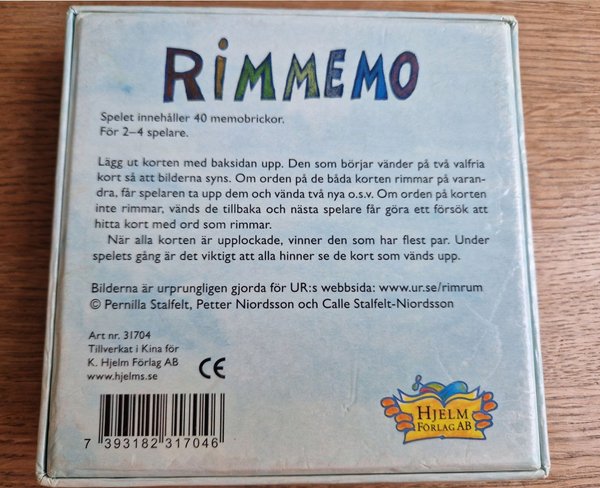 RIMMEMO
Spelet innehåller 40 memobrickor.
För 2–4 spelare.
Lägg ut korten med baksidan upp. Den som börjar vänder på två valfria
kort så att bilderna syns. Om orden på de båda korten rimmar på varan-
dra, får spelaren ta upp dem och vända två nya o.s.v. Om orden på korten
inte rimmar, vänds de tillbaka och nästa spelare får göra ett försök att
hitta kort med ord som rimmar.
När alla korten är upplockade, vinner den som har flest par. Under
spelets gång är det viktigt att alla hinner se de kort som vänds upp.
Bilderna är urprungligen gjorda för UR:s webbsida: www.ur.se/rimrum
© Pernilla Stalfelt, Petter Niordsson och Calle Stalfelt-Niordsson
Art nr. 31704
Tillverkat i Kina för
K. Hjelm Förlag AB
www.hjelms.se
CE
7 393182 317046
HJELM
FÖRLAG AB